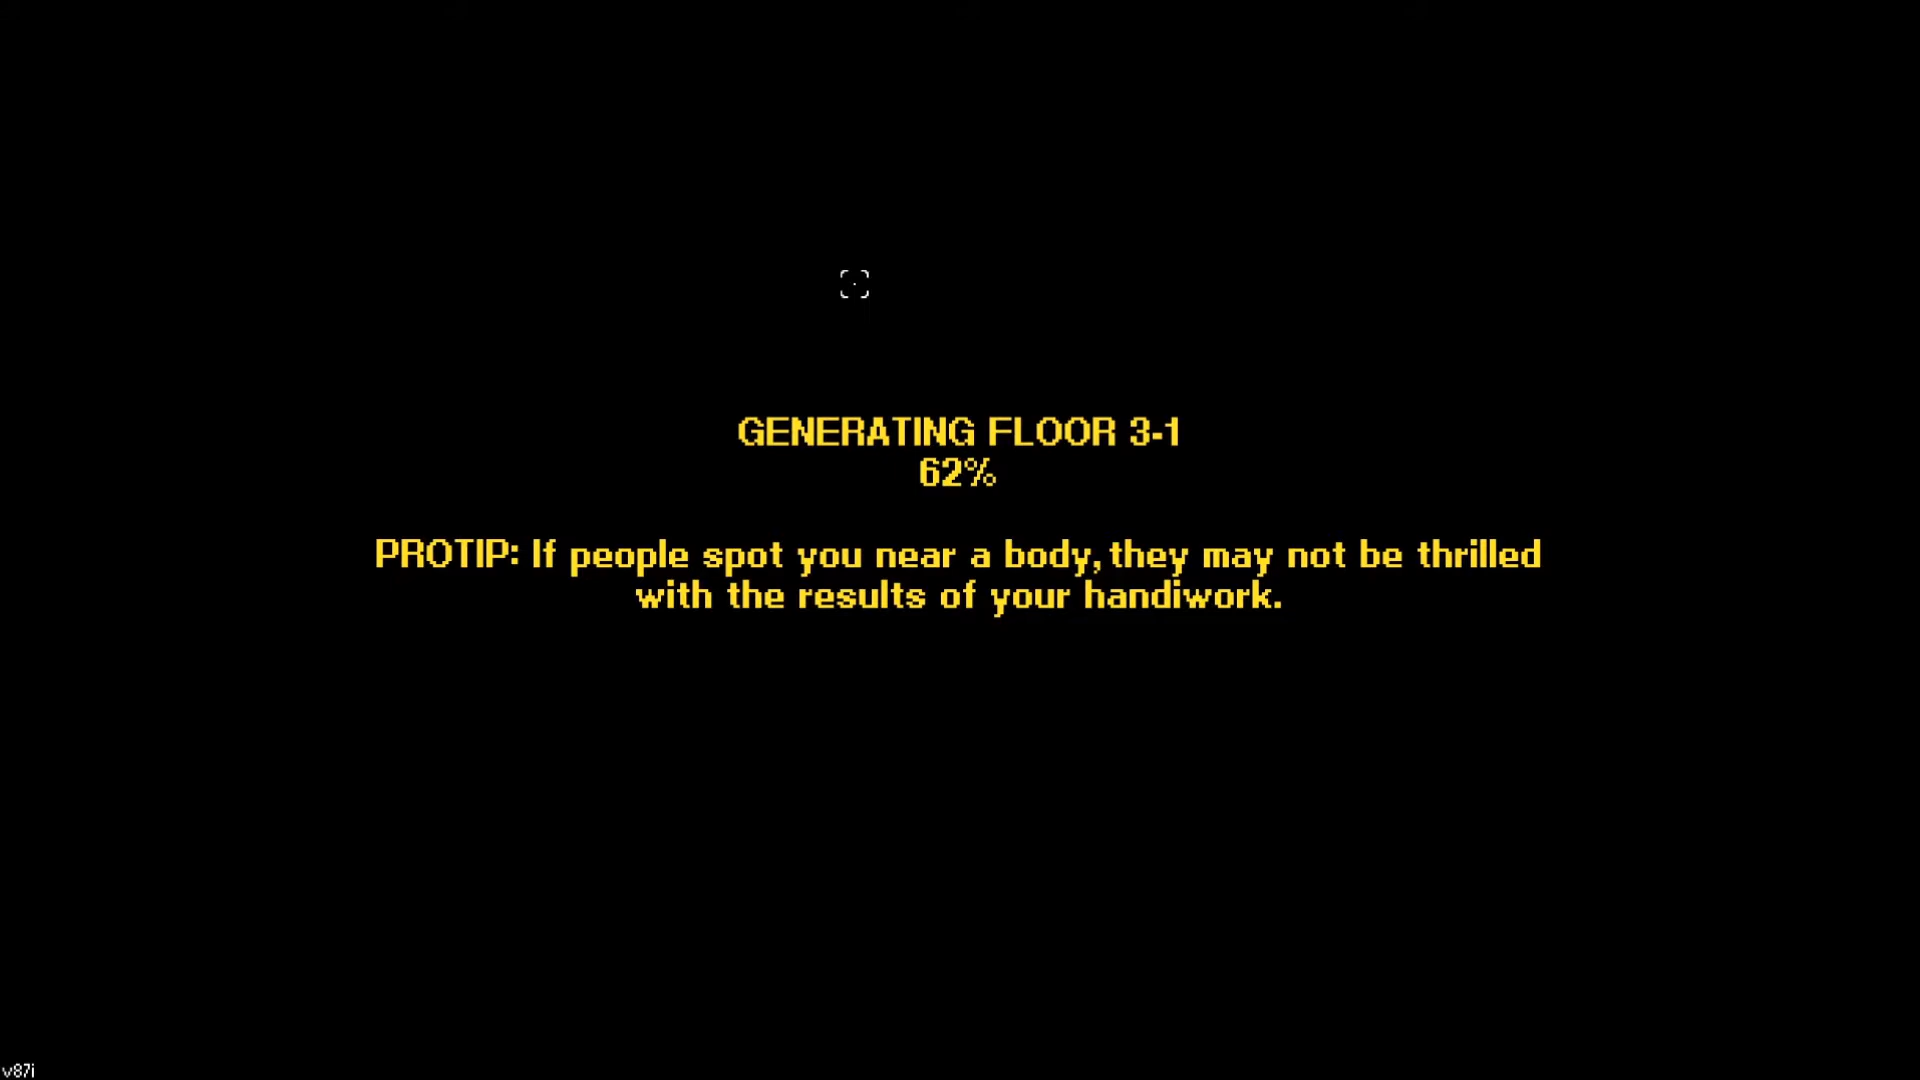 GENERATING FLOOR 3-1
62%
PROTIP: If people spot you near a body, they may not be thrilled
with the results of your handiwork.
v87i